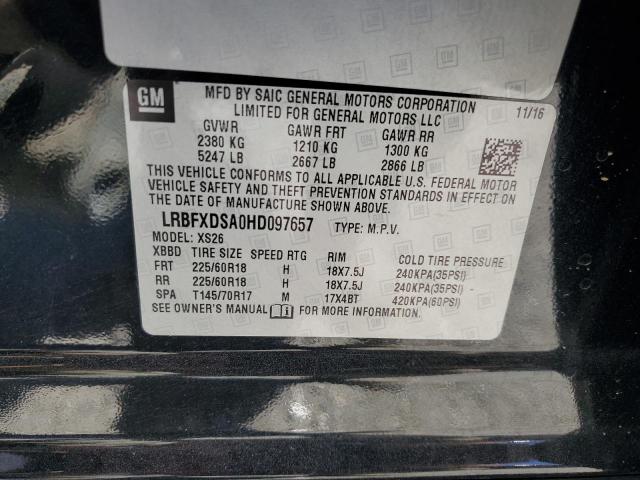 GM
MFD BY SAIC GENERAL MOTORS CORPORATION
LIMITED FOR GENERAL MOTORS LLC
11/16
GVWR GAWR FRT GAWR RR
2380 KG 1210 KG 1300 KG
5247 LB 2667 LB 2866 LB
THIS VEHICLE CONFORMS TO ALL APPLICABLE U.S. FEDERAL MOTOR
VEHICLE SAFETY AND THEFT PREVENTION STANDARDS IN EFFECT ON
THE DATE OF MANUFACTURE SHOWN ABOVE.
LRBFXDSA0HD097657 TYPE: M.P.V.
MODEL: XS26
XBBD TIRE SIZE SPEED RTG RIM COLD TIRE PRESSURE
FRT 225/60R18 H 18X7.5J 240KPA(35PSI)
RR 225/60R18 H 18X7.5J 240KPA(35PSI)
SPA T145/70R17 M 17X4BT 420KPA(60PSI)
SEE OWNER'S MANUAL FOR MORE INFORMATION.